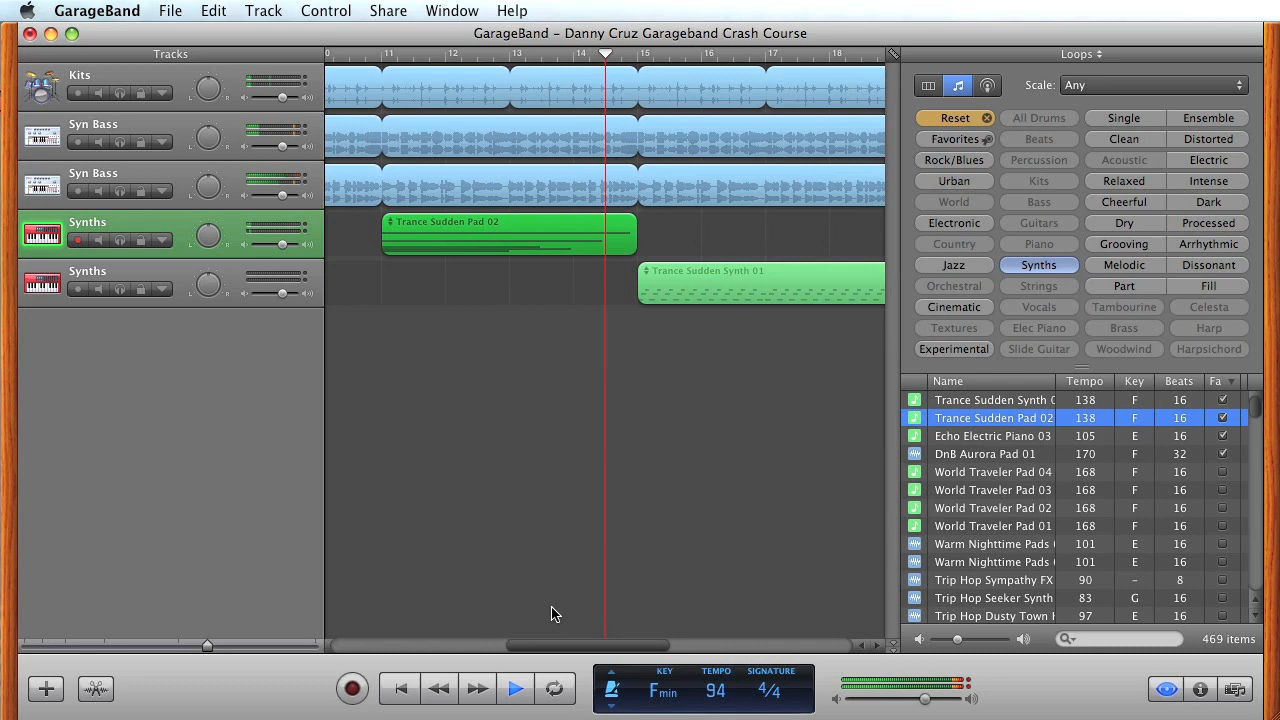 GarageBand File Edit Track Control Share Window Help
GarageBand – Danny Cruz Garageband Crash Course
Tracks
0 11 12 13 14 15 16 17 18
Loops
Kits
L R
Syn Bass
L R
Syn Bass
L R
Synths
L R
Synths
L R
Trance Sudden Pad 02
Trance Sudden Synth 01
Scale: Any
Reset All Drums Single Ensemble
Favorites Beats Clean Distorted
Rock/Blues Percussion Acoustic Electric
Urban Kits Relaxed Intense
World Bass Cheerful Dark
Electronic Guitars Dry Processed
Country Piano Grooving Arrhythmic
Jazz Synths Melodic Dissonant
Orchestral Strings Part Fill
Cinematic Vocals Tambourine Celesta
Textures Elec Piano Brass Harp
Experimental Slide Guitar Woodwind Harpsichord
Name Tempo Key Beats Fa
Trance Sudden Synth 138 F 16
Trance Sudden Pad 02 138 F 16
Echo Electric Piano 03 105 E 16
DnB Aurora Pad 01 170 F 32
World Traveler Pad 04 168 F 16
World Traveler Pad 03 168 F 16
World Traveler Pad 02 168 F 16
World Traveler Pad 01 168 F 16
Warm Nighttime Pads 101 E 16
Warm Nighttime Pads 101 E 16
Trip Hop Sympathy FX 90 – 8
Trip Hop Seeker Synth 83 G 16
Trip Hop Dusty Town 97 E 16
469 items
KEY TEMPO SIGNATURE
Fmin 94 4/4